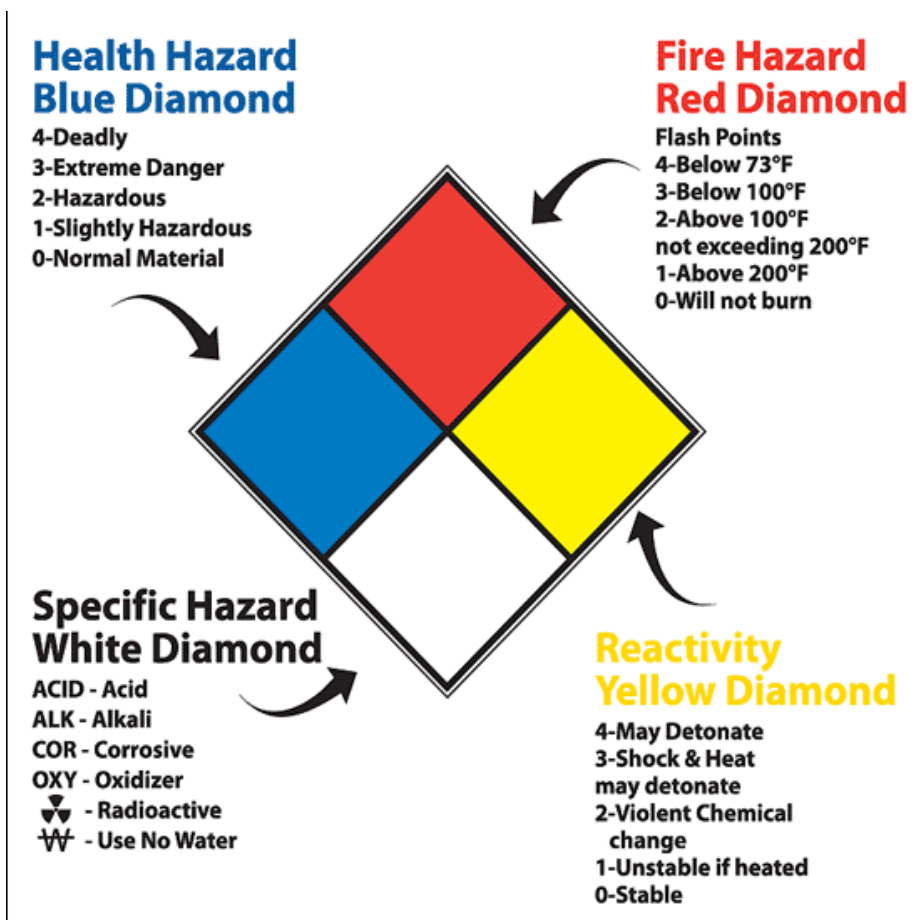 Health Hazard
Blue Diamond
4-Deadly
3-Extreme Danger
2-Hazardous
1-Slightly Hazardous
0-Normal Material
Fire Hazard
Red Diamond
Flash Points
4-Below 73°F
3-Below 100°F
2-Above 100°F
not exceeding 200°F
1-Above 200°F
0-Will not burn
Specific Hazard
White Diamond
ACID - Acid
ALK - Alkali
COR - Corrosive
OXY - Oxidizer
- Radioactive
W - Use No Water
Reactivity
Yellow Diamond
4-May Detonate
3-Shock & Heat
may detonate
2-Violent Chemical
change
1-Unstable if heated
0-Stable